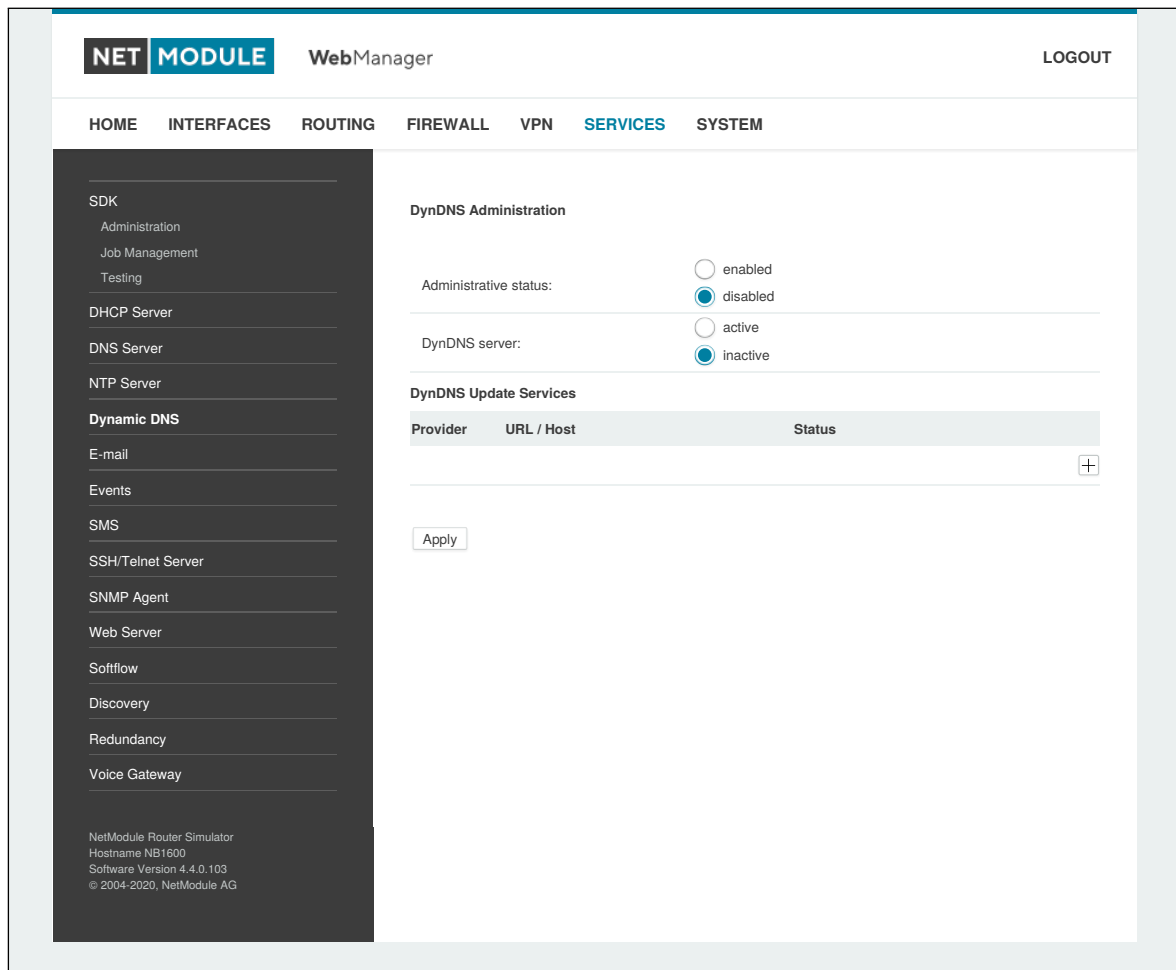 NET MODULE WebManager LOGOUT
HOME INTERFACES ROUTING FIREWALL VPN SERVICES SYSTEM
SDK
Administration
Job Management
Testing
DHCP Server
DNS Server
NTP Server
Dynamic DNS
E-mail
Events
SMS
SSH/Telnet Server
SNMP Agent
Web Server
Softflow
Discovery
Redundancy
Voice Gateway
NetModule Router Simulator
Hostname NB1600
Software Version 4.4.0.103
© 2004-2020, NetModule AG
DynDNS Administration
Administrative status:
enabled
disabled
DynDNS server:
active
inactive
DynDNS Update Services
Provider URL / Host Status
Apply